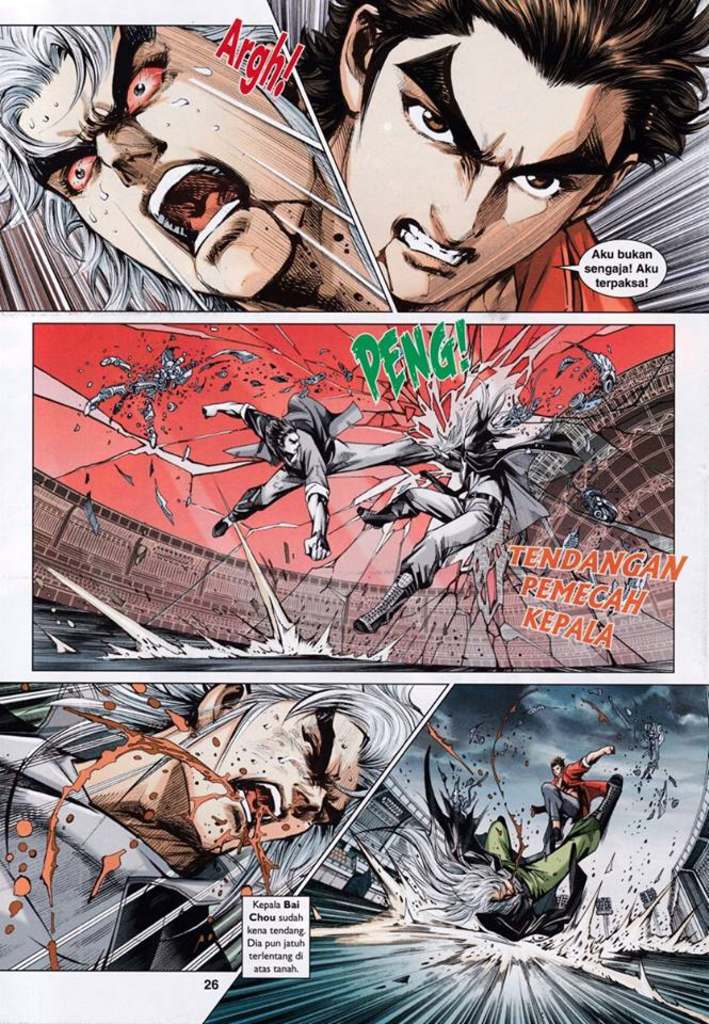 Argh!
Aku bukan
sengaja! Aku
terpaksa!
PENG!
TENDANGAN
PEMECAH
KEPALA
Kepala Bai
Chou sudah
kena tendang.
Dia pun jatuh
terlentang di
atas tanah.
26